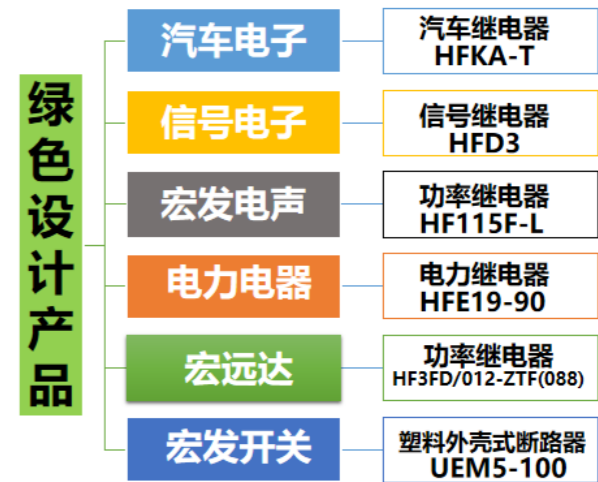 绿色设计产品
汽车电子
汽车继电器
HFKA-T
信号电子
信号继电器
HFD3
宏发电声
功率继电器
HF115F-L
电力电器
电力继电器
HFE19-90
宏远达
功率继电器
HF3FD/012-ZTF(088)
宏发开关
塑料外壳式断路器
UEM5-100